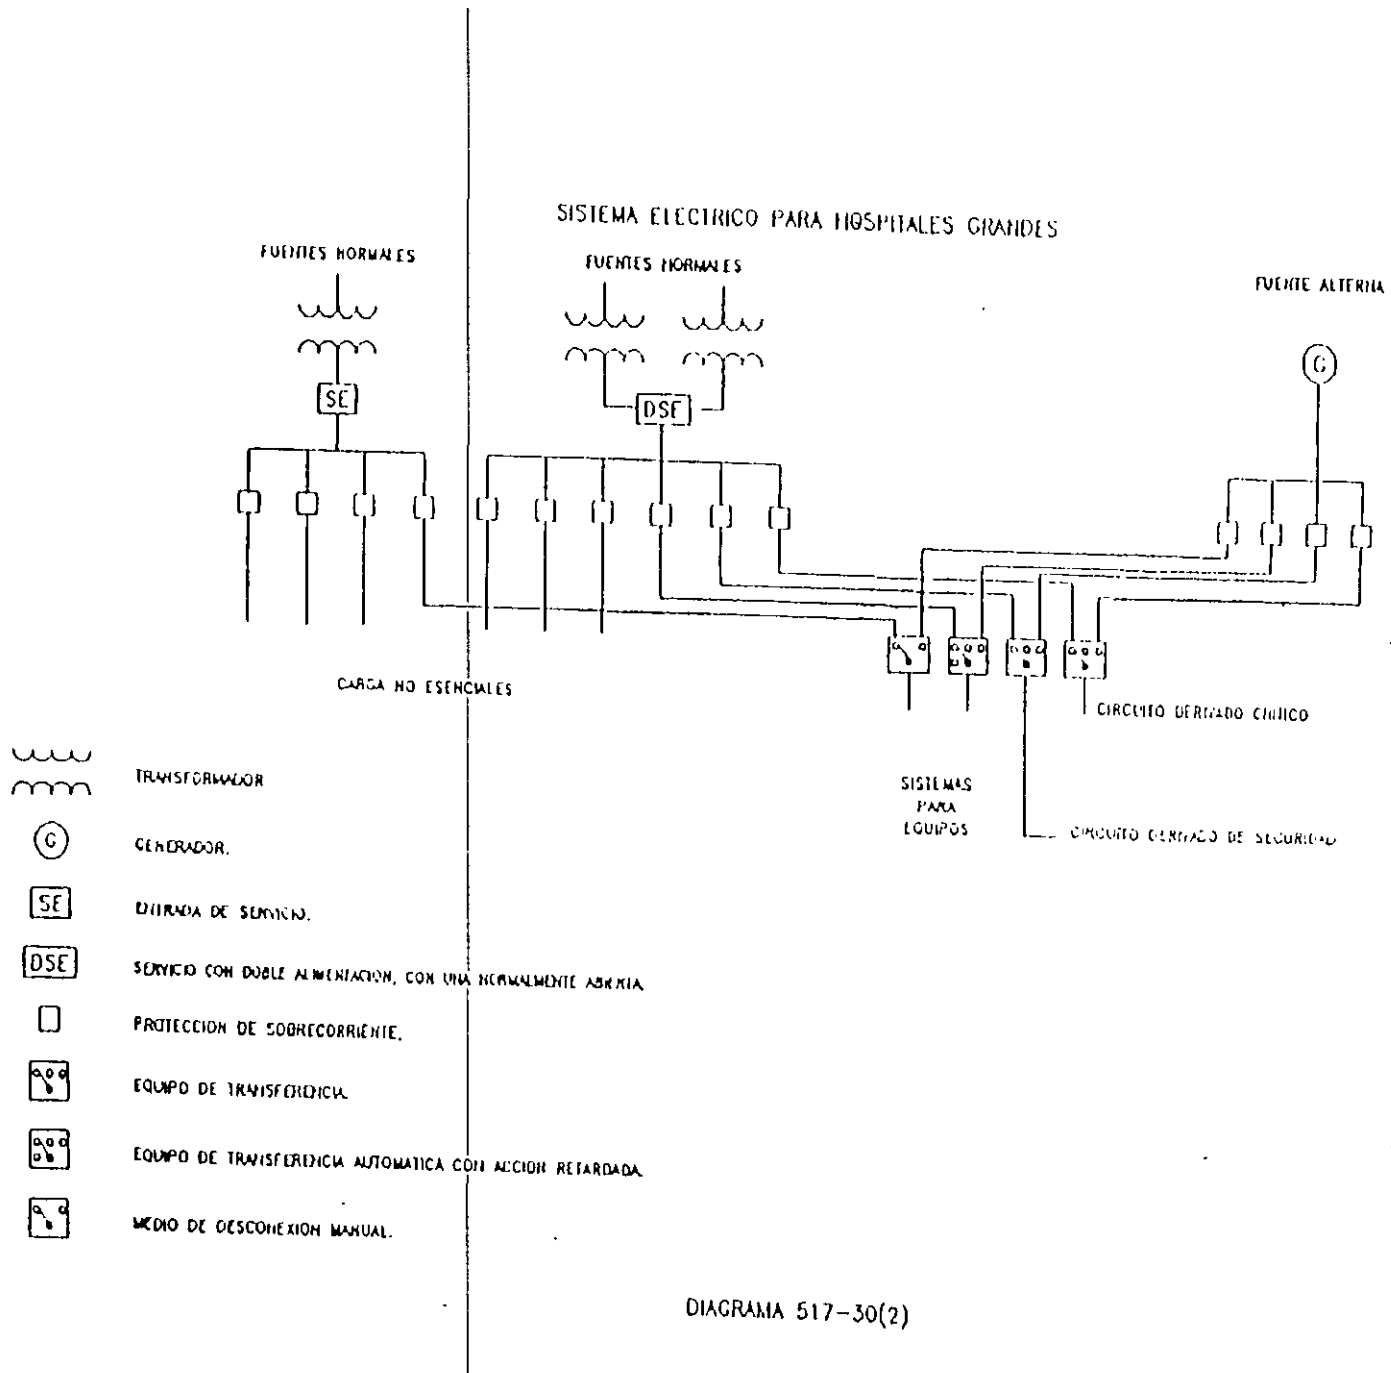 SISTEMA ELECTRICO PARA HOSPITALES GRANDES
FUENTES NORMALES
FUENTES NORMALES
FUENTE ALTERNA
G
SE
DSE
CARGA NO ESENCIALES
CIRCUITO DERIVADO CRITICO
SISTEMAS
PARA
EQUIPOS
CIRCUITO DERIVADO DE SEGURIDAD
TRANSFORMADOR
G
GENERADOR.
SE
ENTRADA DE SERVICIO.
DSE
SERVICIO CON DOBLE ALIMENTACION, CON UNA NORMALMENTE ABIERTA
PROTECCION DE SOBRECORRIENTE.
EQUIPO DE TRANSFERENCIA.
EQUIPO DE TRANSFERENCIA AUTOMATICA CON ACCION RETARDADA.
MEDIO DE DESCONEXION MANUAL.
DIAGRAMA 517-30(2)